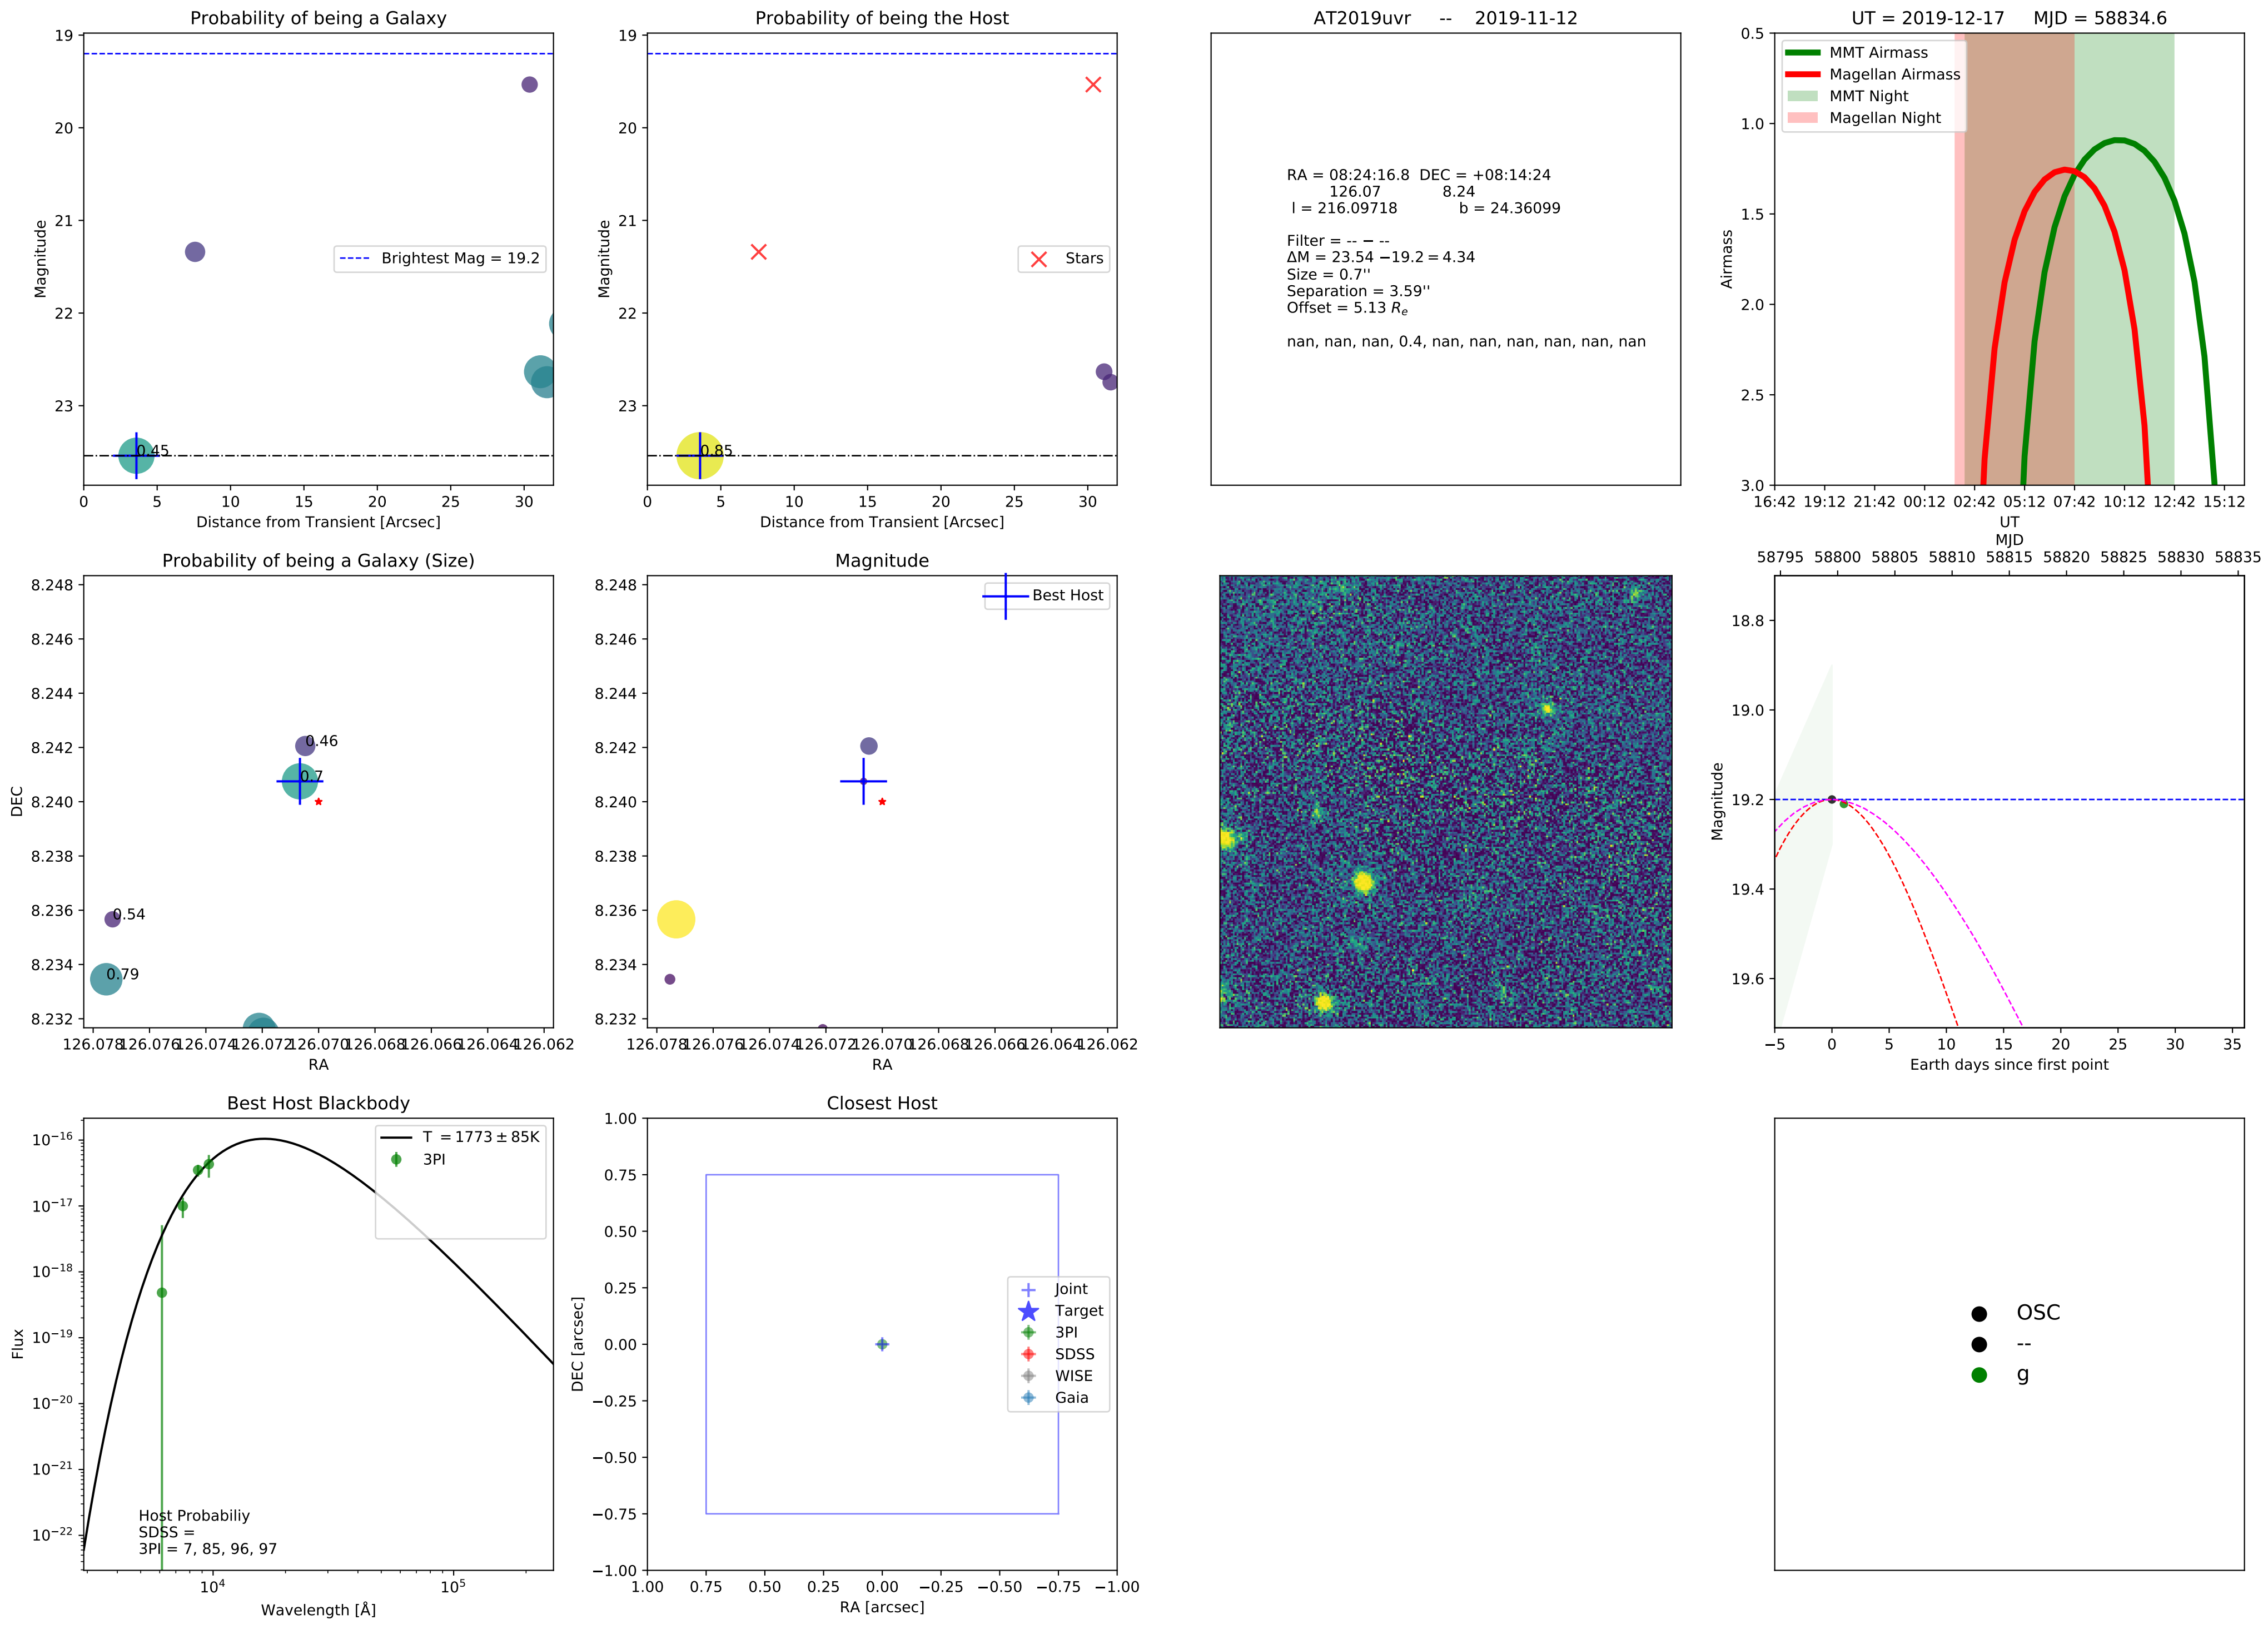 Probability of being a Galaxy
19
20
21
22
23
Magnitude
Brightest Mag = 19.2
0.45
0 5 10 15 20 25 30
Distance from Transient [Arcsec]
Probability of being the Host
19
20
21
22
23
Magnitude
Stars
0.85
0 5 10 15 20 25 30
Distance from Transient [Arcsec]
AT2019uvr -- 2019-11-12
RA = 08:24:16.8 DEC = +08:14:24
126.07 8.24
l = 216.09718 b = 24.36099
Filter = -- − --
ΔM = 23.54 −19.2 = 4.34
Size = 0.7''
Separation = 3.59''
Offset = 5.13 Rₑ
nan, nan, nan, 0.4, nan, nan, nan, nan, nan, nan
UT = 2019-12-17 MJD = 58834.6
0.5
1.0
1.5
2.0
2.5
3.0
Airmass
MMT Airmass
Magellan Airmass
MMT Night
Magellan Night
16:42 19:12 21:42 00:12 02:42 05:12 07:42 10:12 12:42 15:12
UT
Probability of being a Galaxy (Size)
8.248
8.246
8.244
8.242
8.240
8.238
8.236
8.234
8.232
DEC
0.46
0.7
0.54
0.79
126.078 126.076 126.074 126.072 126.070 126.068 126.066 126.064 126.062
RA
Magnitude
8.248
8.246
8.244
8.242
8.240
8.238
8.236
8.234
8.232
Best Host
126.078 126.076 126.074 126.072 126.070 126.068 126.066 126.064 126.062
RA
MJD
58795 58800 58805 58810 58815 58820 58825 58830 58835
18.8
19.0
19.2
19.4
19.6
Magnitude
−5 0 5 10 15 20 25 30 35
Earth days since first point
Best Host Blackbody
10⁻¹⁶
10⁻¹⁷
10⁻¹⁸
10⁻¹⁹
10⁻²⁰
10⁻²¹
10⁻²²
Flux
T = 1773 ± 85K
3PI
Host Probabiliy
SDSS =
3PI = 7, 85, 96, 97
10⁴ 10⁵
Wavelength [Å]
Closest Host
1.00
0.75
0.50
0.25
0.00
−0.25
−0.50
−0.75
−1.00
DEC [arcsec]
Joint
Target
3PI
SDSS
WISE
Gaia
1.00 0.75 0.50 0.25 0.00 −0.25 −0.50 −0.75 −1.00
RA [arcsec]
OSC
--
g